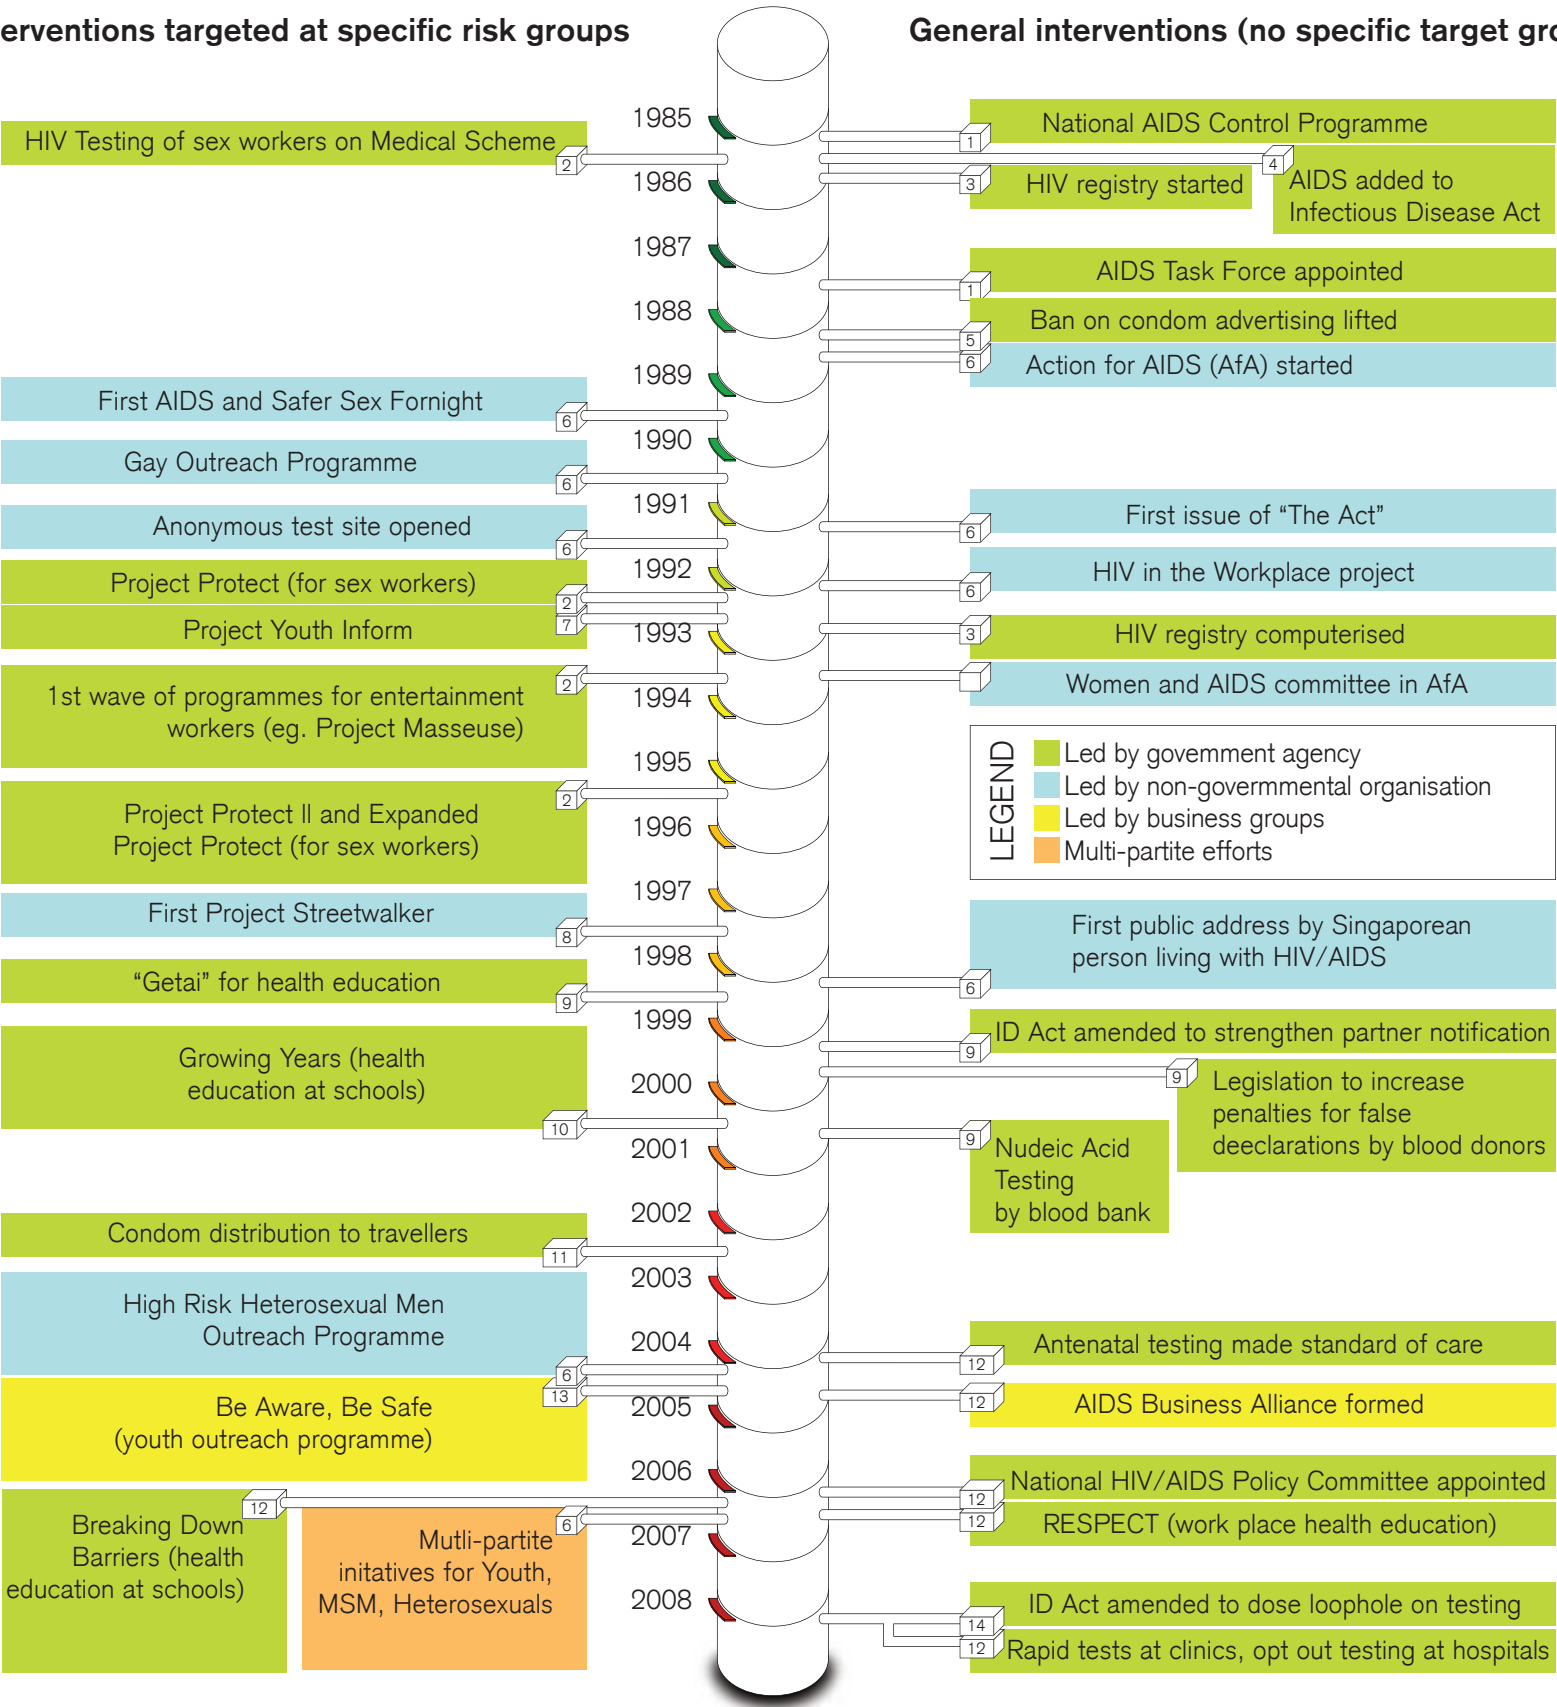 erventions targeted at specific risk groups
General interventions (no specific target gro
1985
1986
1987
1988
1989
1990
1991
1992
1993
1994
1995
1996
1997
1998
1999
2000
2001
2002
2003
2004
2005
2006
2007
2008
HIV Testing of sex workers on Medical Scheme
2
First AIDS and Safer Sex Fornight
6
Gay Outreach Programme
6
Anonymous test site opened
6
Project Protect (for sex workers)
2
Project Youth Inform
7
1st wave of programmes for entertainment
workers (eg. Project Masseuse)
2
Project Protect II and Expanded
Project Protect (for sex workers)
2
First Project Streetwalker
8
“Getai” for health education
9
Growing Years (health
education at schools)
10
Condom distribution to travellers
11
High Risk Heterosexual Men
Outreach Programme
6
Be Aware, Be Safe
(youth outreach programme)
13
Breaking Down
Barriers (health
education at schools)
12
Mutli-partite
initatives for Youth,
MSM, Heterosexuals
6
National AIDS Control Programme
1
HIV registry started
3
AIDS added to
Infectious Disease Act
4
AIDS Task Force appointed
1
Ban on condom advertising lifted
5
Action for AIDS (AfA) started
6
First issue of “The Act”
6
HIV in the Workplace project
6
HIV registry computerised
3
Women and AIDS committee in AfA
LEGEND
Led by govemment agency
Led by non-govermmental organisation
Led by business groups
Multi-partite efforts
First public address by Singaporean
person living with HIV/AIDS
6
ID Act amended to strengthen partner notification
9
Legislation to increase
penalties for false
deeclarations by blood donors
9
Nudeic Acid
Testing
by blood bank
9
Antenatal testing made standard of care
12
AIDS Business Alliance formed
12
National HIV/AIDS Policy Committee appointed
12
RESPECT (work place health education)
12
ID Act amended to dose loophole on testing
14
Rapid tests at clinics, opt out testing at hospitals
12